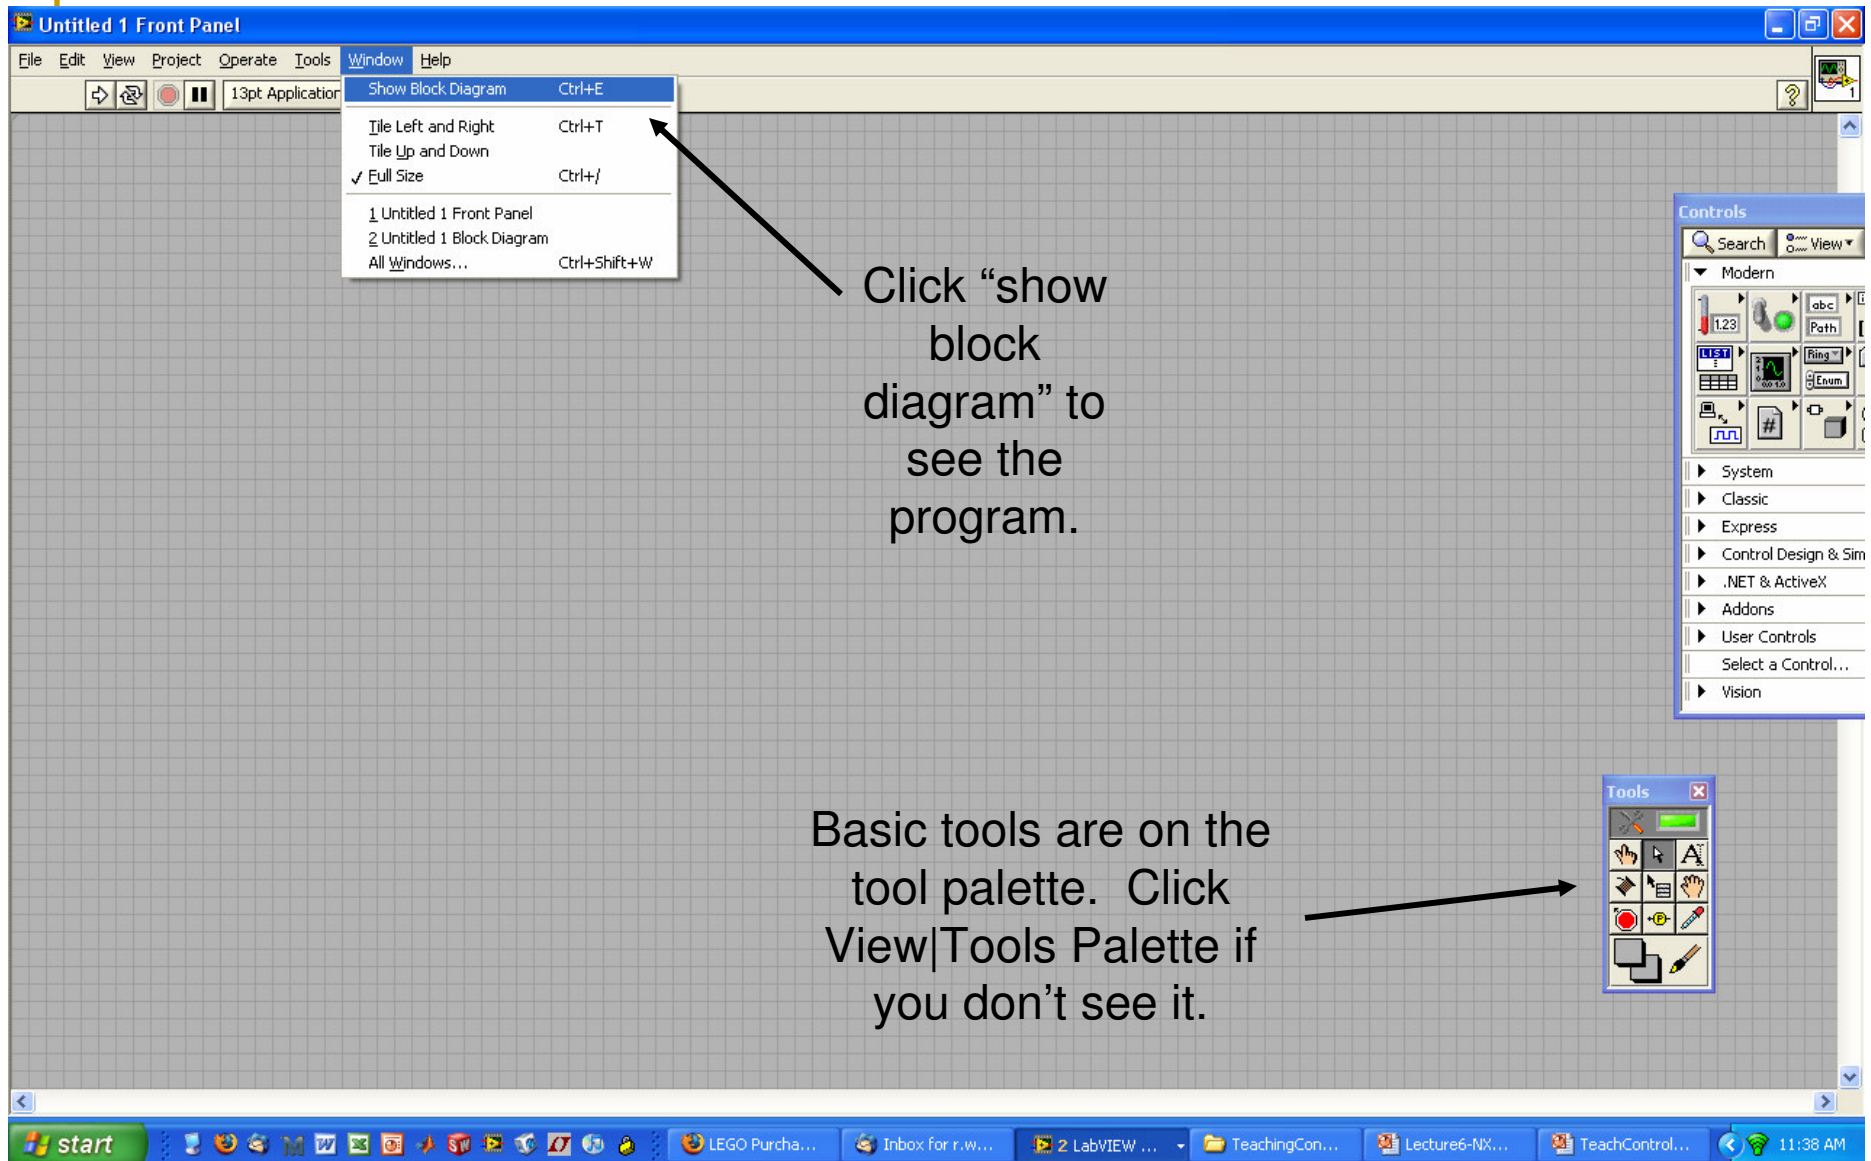 Untitled 1 Front Panel
File Edit View Project Operate Tools Window Help
13pt Application
1
Show Block Diagram Ctrl+E
Tile Left and Right Ctrl+T
Tile Up and Down
Full Size Ctrl+/
1 Untitled 1 Front Panel
2 Untitled 1 Block Diagram
All Windows... Ctrl+Shift+W
Click “show
block
diagram” to
see the
program.
Controls
Search View
Modern
1.23 abc Path
LIST Ring Enum
#
System
Classic
Express
Control Design & Sim
.NET & ActiveX
Addons
User Controls
Select a Control...
Vision
Basic tools are on the
tool palette. Click
View|Tools Palette if
you don’t see it.
Tools
A
P
start LEGO Purcha... Inbox for r.w... 2 LabVIEW ... TeachingCon... Lecture6-NX... TeachControl... 11:38 AM